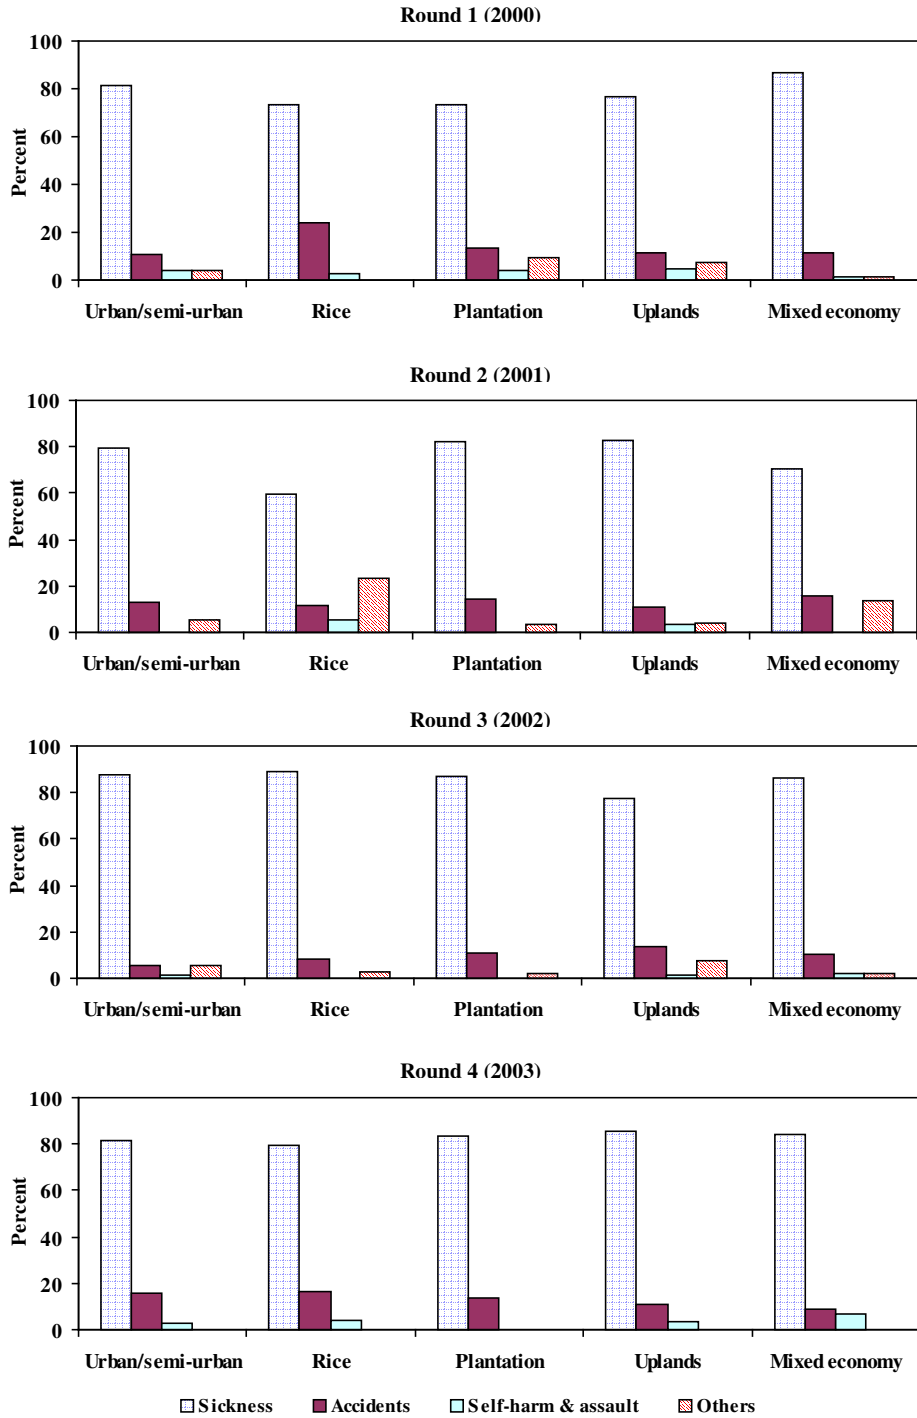 Round 1 (2000)
100
80
60
40
20
0
Percent
Urban/semi-urban Rice Plantation Uplands Mixed economy
Round 2 (2001)
100
80
60
40
20
0
Percent
Urban/semi-urban Rice Plantation Uplands Mixed economy
Round 3 (2002)
100
80
60
40
20
0
Percent
Urban/semi-urban Rice Plantation Uplands Mixed economy
Round 4 (2003)
100
80
60
40
20
0
Percent
Urban/semi-urban Rice Plantation Uplands Mixed economy
Sickness Accidents Self-harm & assault Others